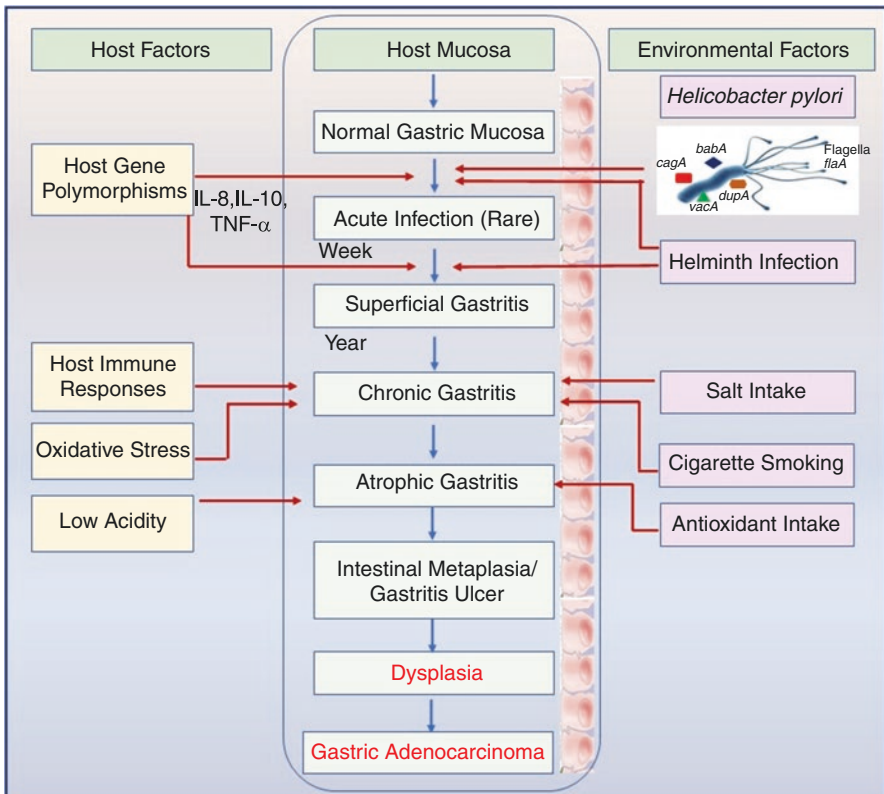 Host Factors
Host Mucosa
Environmental Factors
Helicobacter pylori
Normal Gastric Mucosa
babA
cagA
Flagella
flaA
dupA
vacA
Host Gene
Polymorphisms
IL-8,IL-10,
TNF-α
Acute Infection (Rare)
Week
Helminth Infection
Superficial Gastritis
Year
Host Immune
Responses
Chronic Gastritis
Salt Intake
Oxidative Stress
Cigarette Smoking
Atrophic Gastritis
Low Acidity
Antioxidant Intake
Intestinal Metaplasia/
Gastritis Ulcer
Dysplasia
Gastric Adenocarcinoma